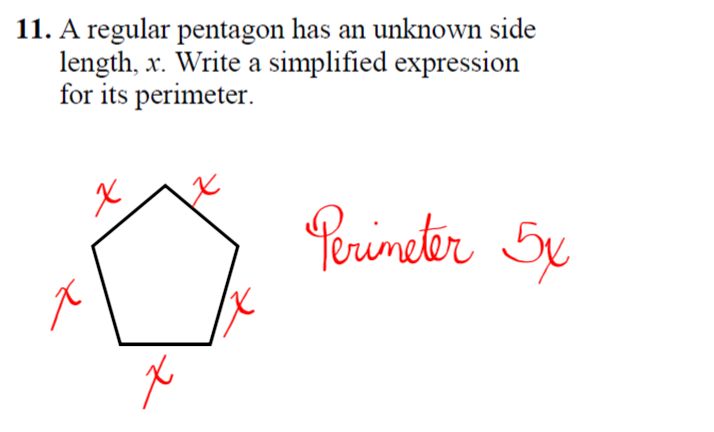 11. A regular pentagon has an unknown side
length, x. Write a simplified expression
for its perimeter.
x x
Perimeter 5x
x x
x